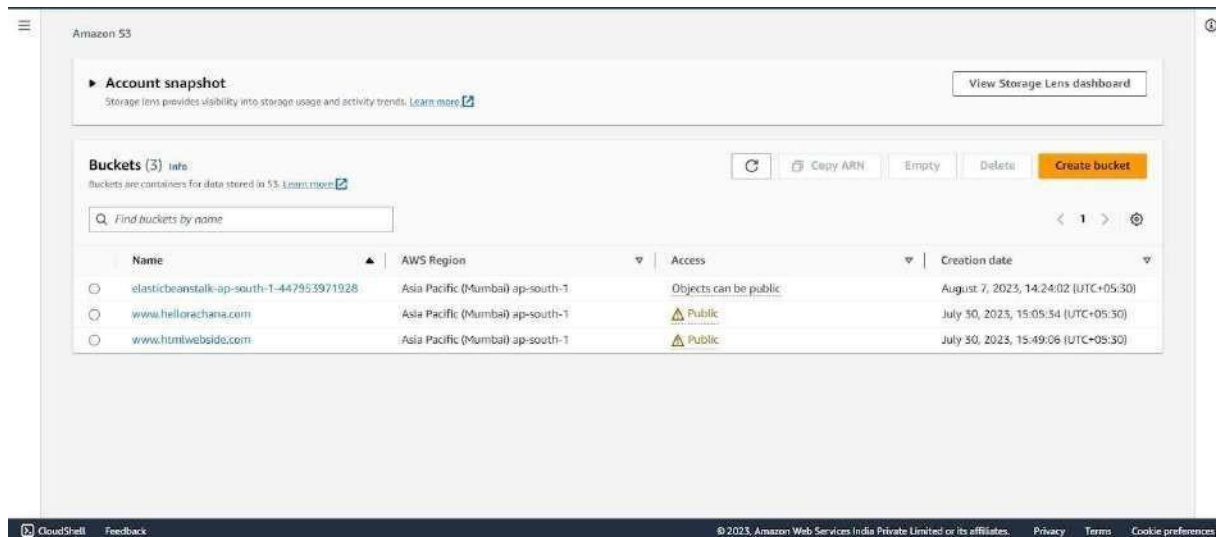 Amazon S3
Account snapshot
View Storage Lens dashboard
Storage lens provides visibility into storage usage and activity trends. Learn more
Buckets (3) Info
Copy ARN Empty Delete Create bucket
Buckets are containers for data stored in S3. Learn more
Find buckets by name
1
Name AWS Region Access Creation date
elasticbeanstalk-ap-south-1-447953971928 Asia Pacific (Mumbai) ap-south-1 Objects can be public August 7, 2023, 14:24:02 (UTC+05:30)
www.hellorachana.com Asia Pacific (Mumbai) ap-south-1 Public July 30, 2023, 15:05:34 (UTC+05:30)
www.htmlwebside.com Asia Pacific (Mumbai) ap-south-1 Public July 30, 2023, 15:49:06 (UTC+05:30)
CloudShell Feedback © 2023, Amazon Web Services India Private Limited or its affiliates. Privacy Terms Cookie preferences